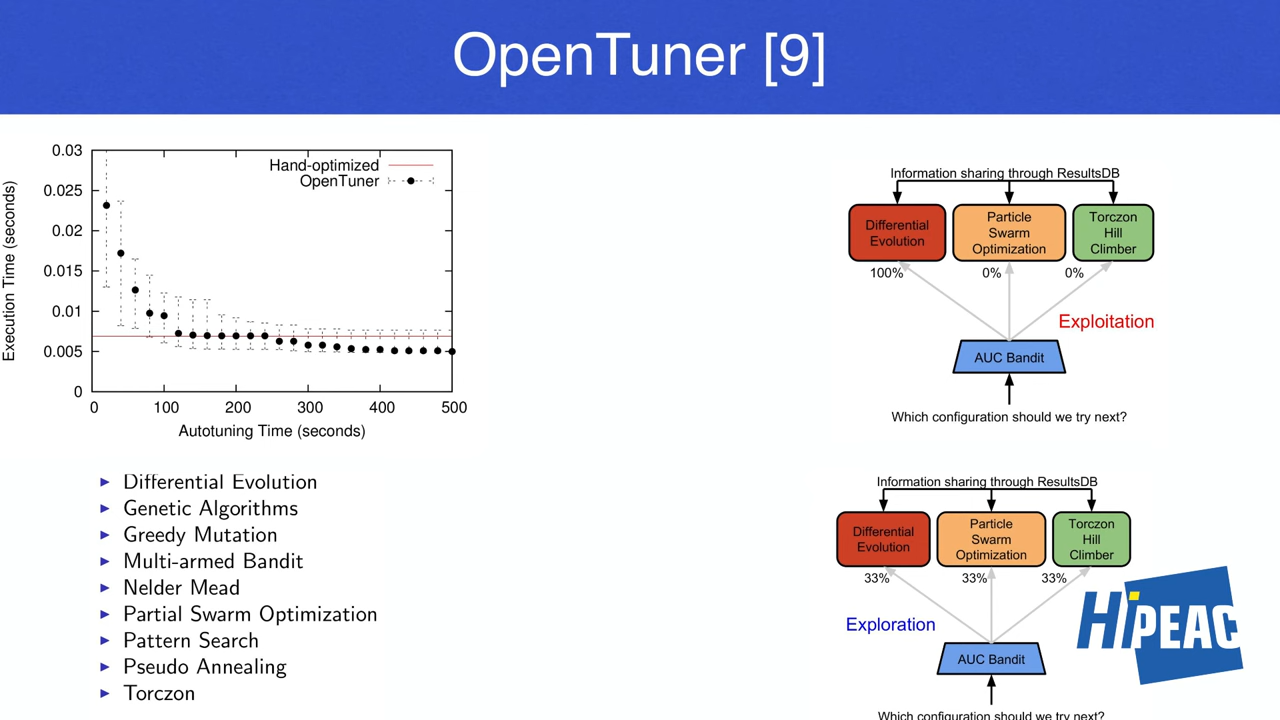 OpenTuner [9]
0.03
0.025
0.02
0.015
0.01
0.005
0
Execution Time (seconds)
Hand-optimized
OpenTuner
0
100
200
300
400
500
Autotuning Time (seconds)
Differential Evolution
Genetic Algorithms
Greedy Mutation
Multi-armed Bandit
Nelder Mead
Partial Swarm Optimization
Pattern Search
Pseudo Annealing
Torczon
Information sharing through ResultsDB
Differential
Evolution
Particle
Swarm
Optimization
Torczon
Hill
Climber
100%
0%
0%
Exploitation
AUC Bandit
Which configuration should we try next?
Information sharing through ResultsDB
Differential
Evolution
Particle
Swarm
Optimization
Torczon
Hill
Climber
33%
33%
33%
Exploration
AUC Bandit
Which configuration should we try next?
HiPEAC